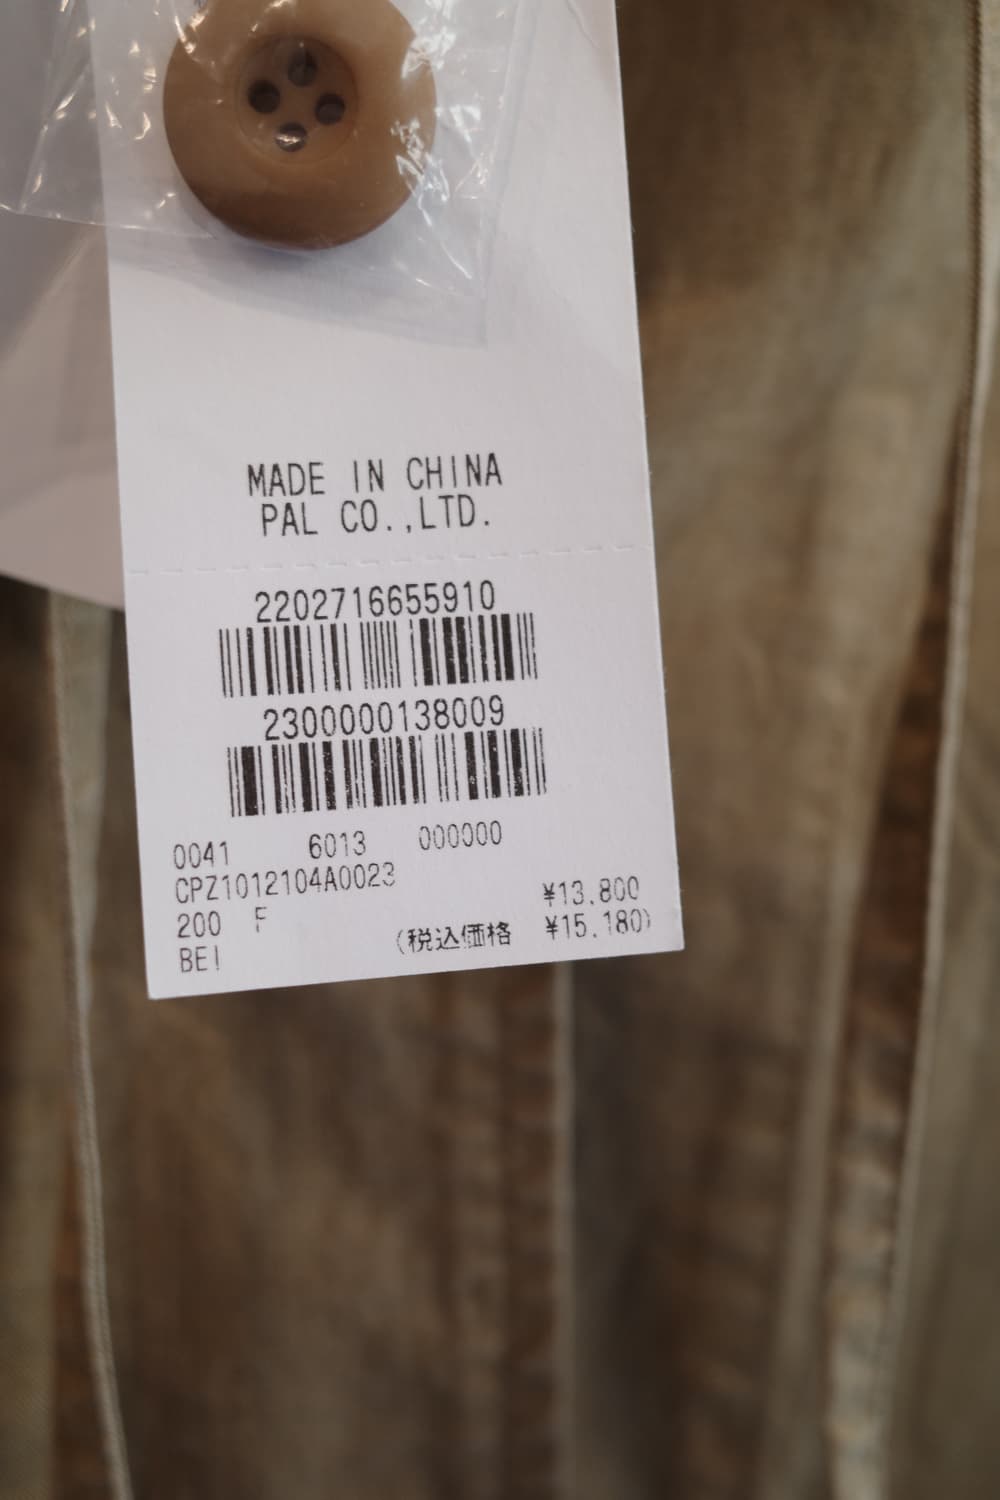 MADE IN CHINA
PAL CO.,LTD.
2202716655910
2300000138009
0041 6013 000000
CPZ1012104A0023
200 F
BEI
¥13,800
(税込価格 ¥15,180)